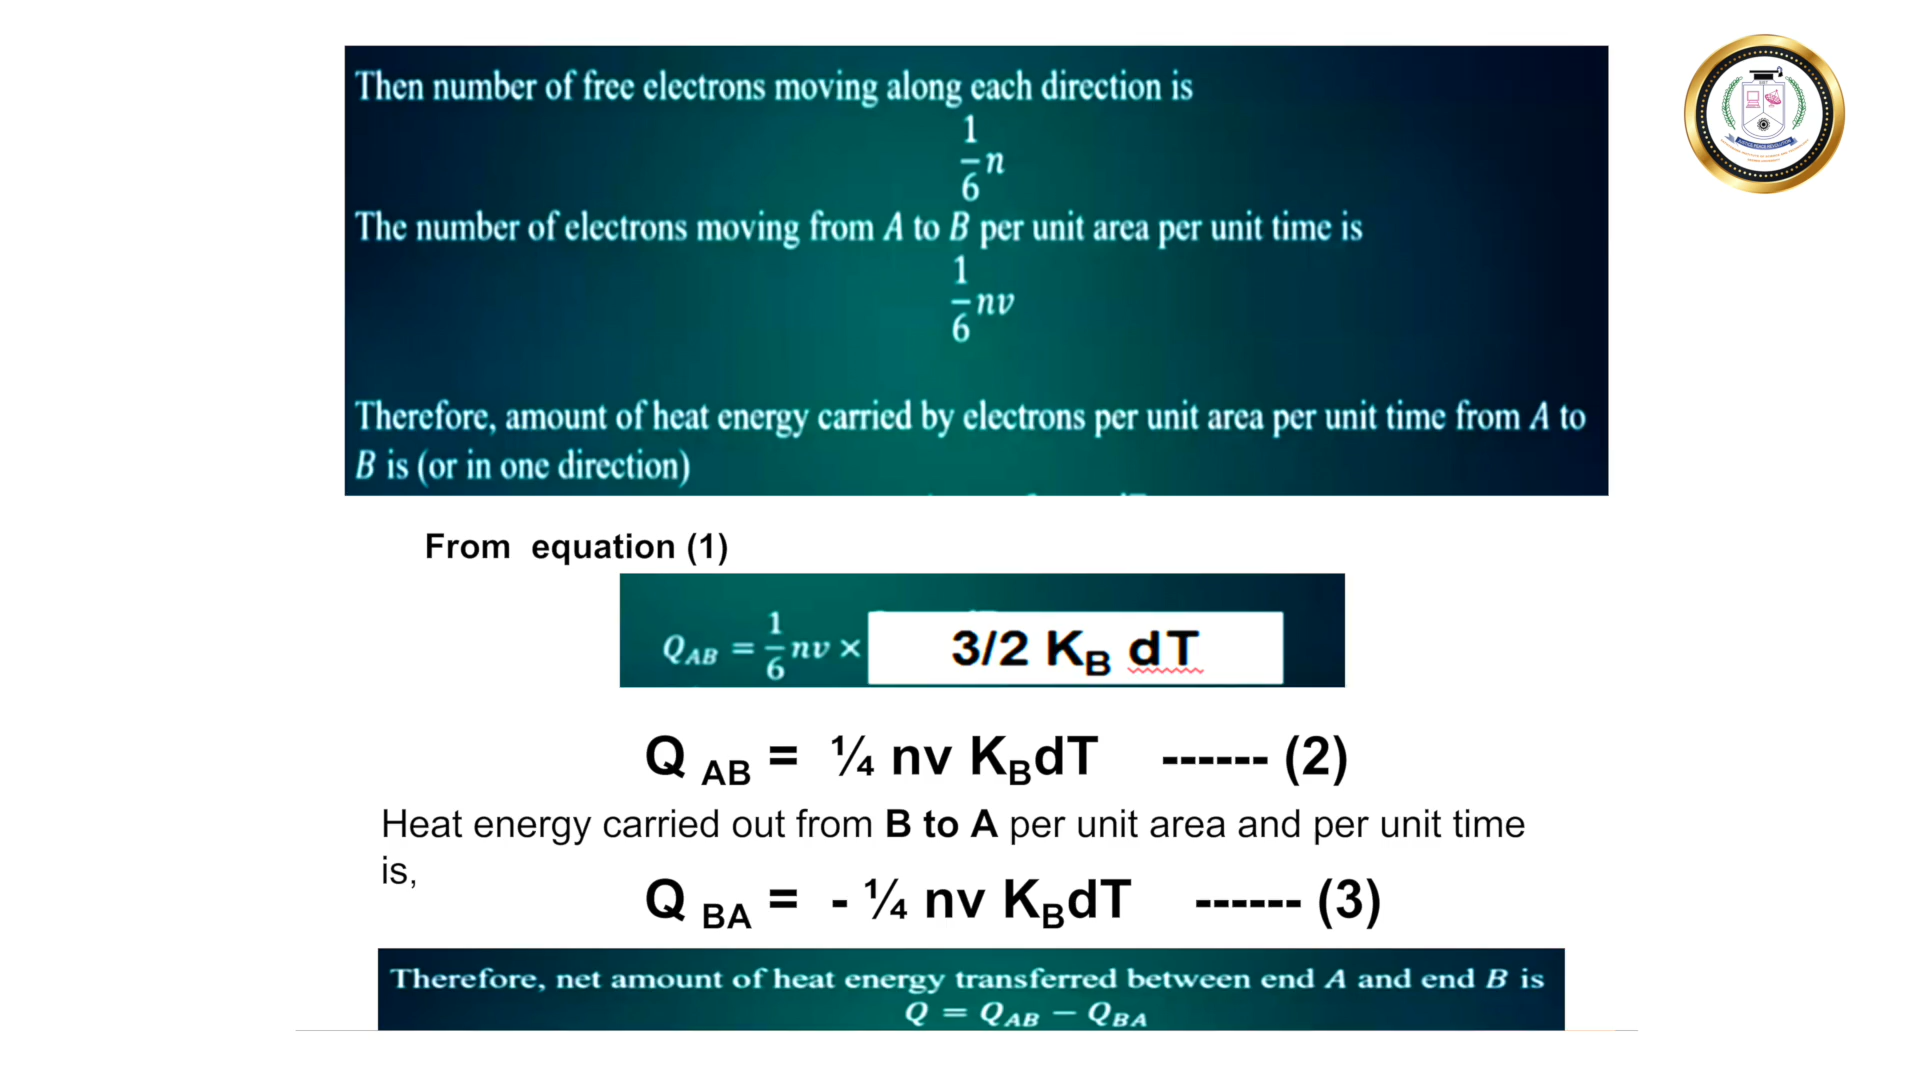 Then number of free electrons moving along each direction is
1/6 n
The number of electrons moving from A to B per unit area per unit time is
1/6 nv
Therefore, amount of heat energy carried by electrons per unit area per unit time from A to
B is (or in one direction)
From equation (1)
Q_AB = 1/6 nv × 3/2 K_B dT
Q_AB = ¼ nv K_BdT ------ (2)
Heat energy carried out from B to A per unit area and per unit time
is,
Q_BA = - ¼ nv K_BdT ------ (3)
Therefore, net amount of heat energy transferred between end A and end B is
Q = Q_AB − Q_BA